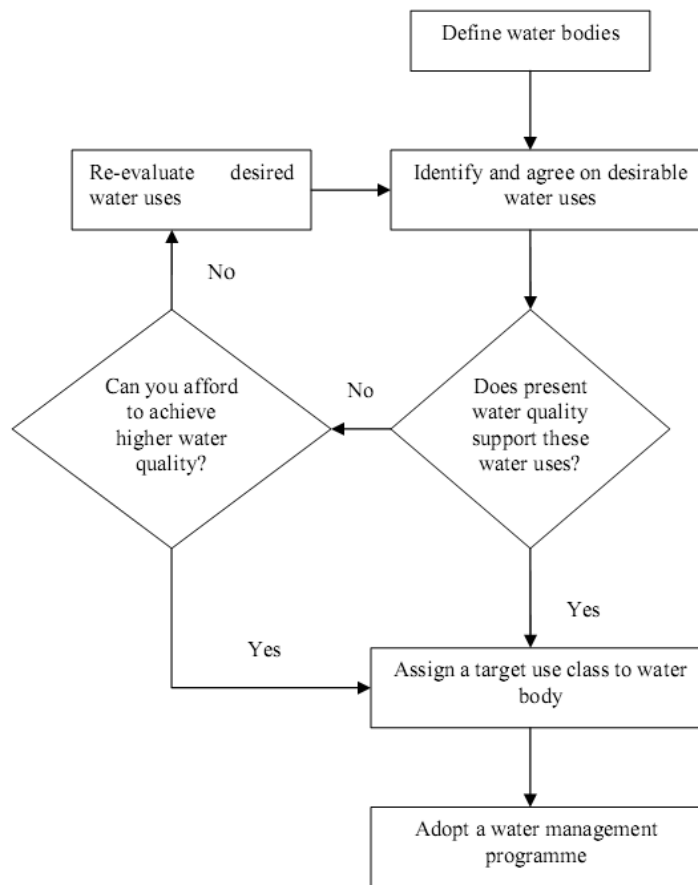 Define water bodies
Re-evaluate desired
water uses
Identify and agree on desirable
water uses
No
Can you afford
to achieve
higher water
quality?
No
Does present
water quality
support these
water uses?
Yes
Yes
Assign a target use class to water
body
Adopt a water management
programme